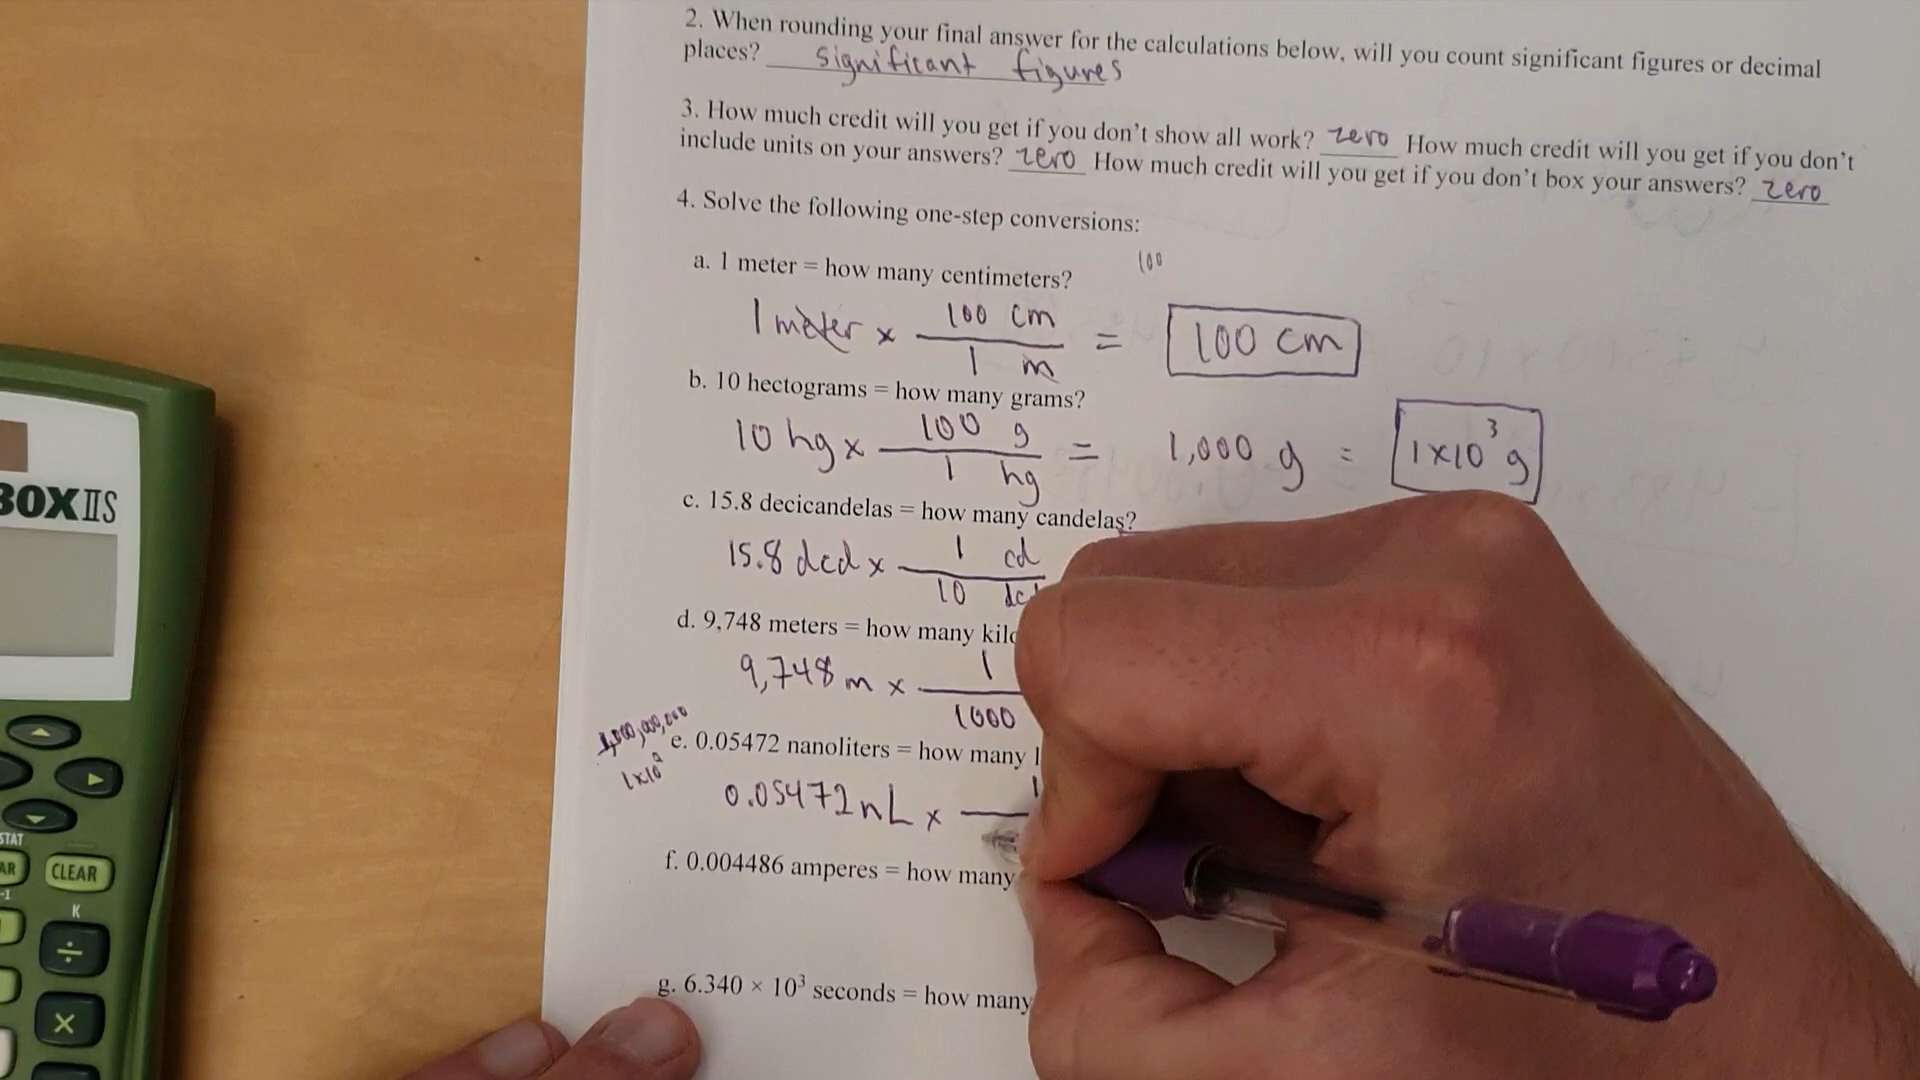 2. When rounding your final answer for the calculations below, will you count significant figures or decimal
places? significant figures
3. How much credit will you get if you don't show all work? zero How much credit will you get if you don't
include units on your answers? zero How much credit will you get if you don't box your answers? zero
4. Solve the following one-step conversions:
a. 1 meter = how many centimeters?
100
1 meter x 100 cm / 1 m = 100 cm
b. 10 hectograms = how many grams?
10 hg x 100 g / 1 hg = 1,000 g = 1x10³ g
c. 15.8 decicandelas = how many candelas?
15.8 dcd x 1 cd / 10 dcd
d. 9,748 meters = how many kilo
9,748 m x 1 / 1000
1,000,000,000
1x10⁹
e. 0.05472 nanoliters = how many l
0.05472 nL x 1
f. 0.004486 amperes = how many
g. 6.340 × 10³ seconds = how many
BOX IIS
STAT
AR
CLEAR
-1
K
÷
×